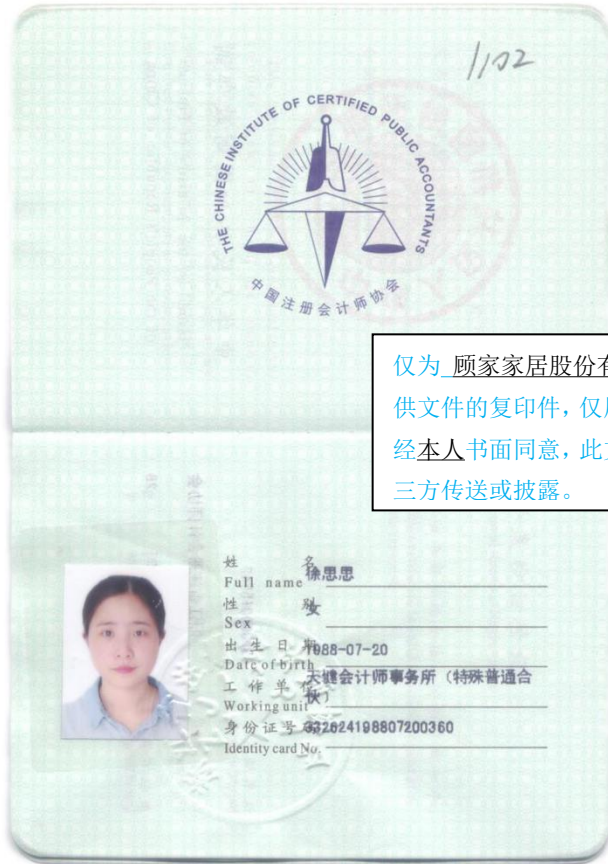 1102
THE CHINESE INSTITUTE OF CERTIFIED PUBLIC ACCOUNTANTS
中国注册会计师协会
仅为 顾家家居股份有
供文件的复印件,仅
经本人书面同意,此
三方传送或披露。
姓 名
Full name 徐思思
性 别
Sex 女
出 生 日 期
Date of birth 1988-07-20
工 作 单 位 天健会计师事务所(特殊普通合
Working unit 伙)
身份证号码 332624198807200360
Identity card No.